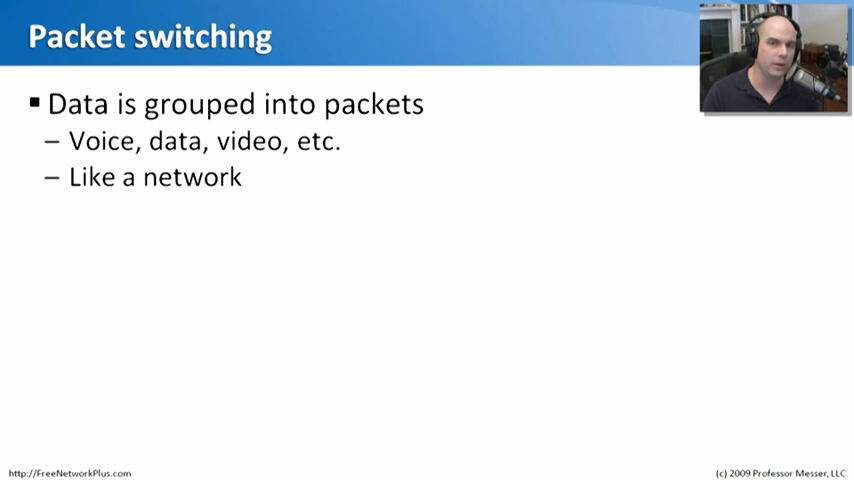 Packet switching
▪ Data is grouped into packets
– Voice, data, video, etc.
– Like a network
http://FreeNetworkPlus.com
(c) 2009 Professor Messer, LLC